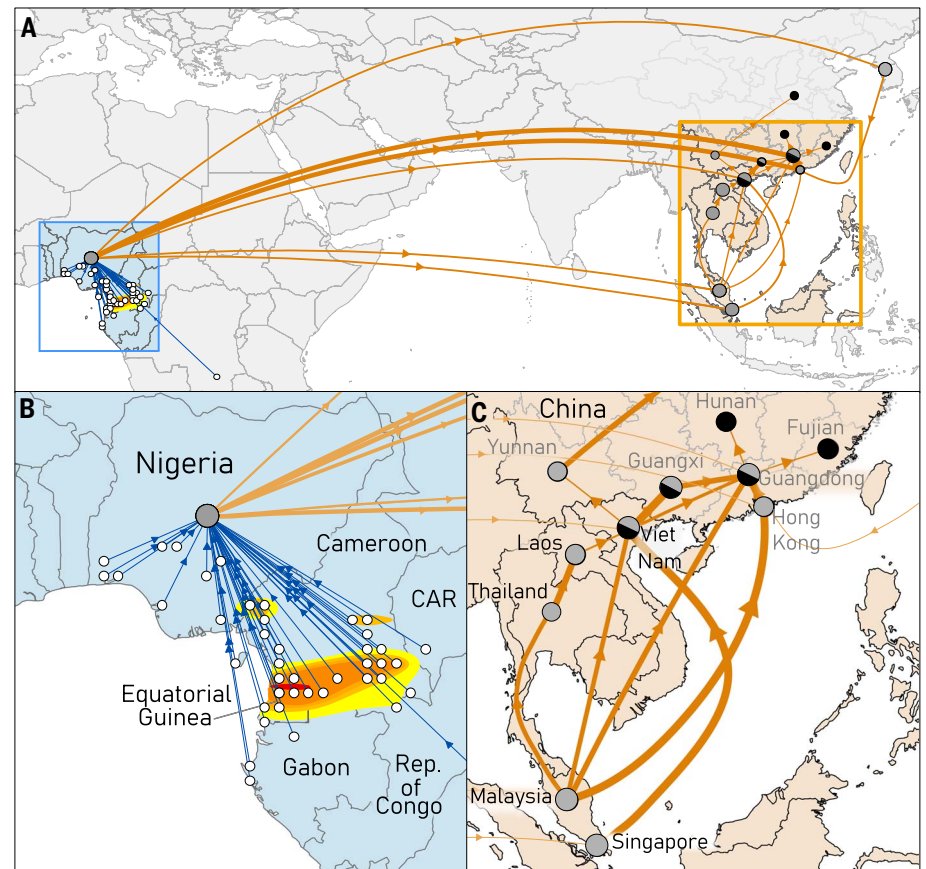 A
B
Nigeria
Cameroon
CAR
Equatorial
Guinea
Gabon
Rep.
of
Congo
C
China
Hunan
Fujian
Yunnan
Guangxi
Guangdong
Hong
Kong
Viet
Nam
Laos
Thailand
Malaysia
Singapore